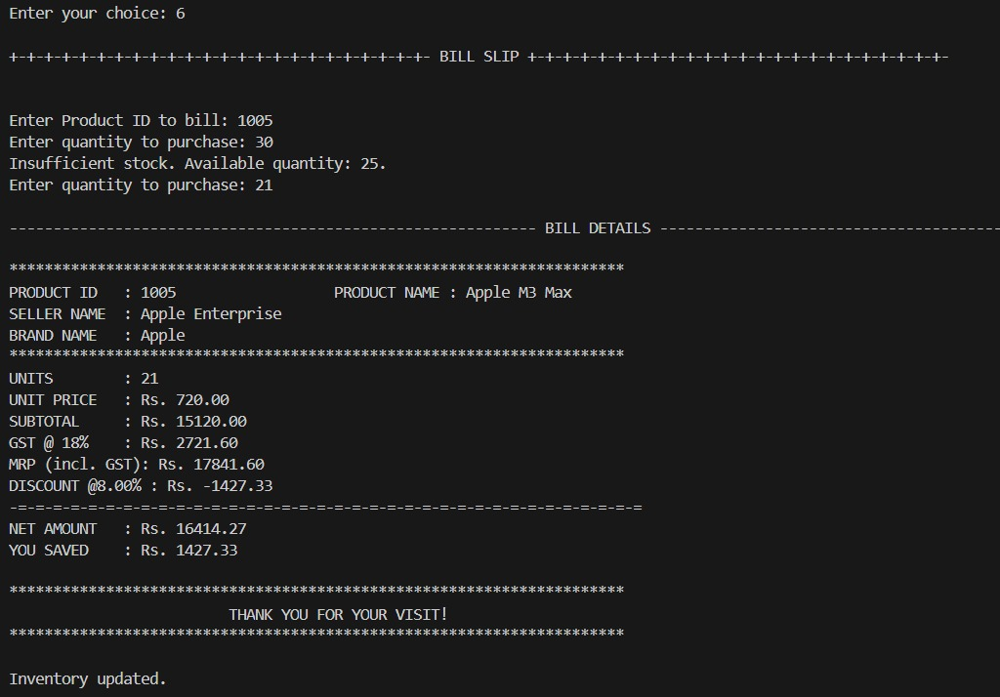 Enter your choice: 6
+-+-+-+-+-+-+-+-+-+-+-+-+-+-+-+-+-+-+-+-+-+-+-+- BILL SLIP +-+-+-+-+-+-+-+-+-+-+-+-+-+-+-+-+-+-+-+-+-+-+-+-
Enter Product ID to bill: 1005
Enter quantity to purchase: 30
Insufficient stock. Available quantity: 25.
Enter quantity to purchase: 21
------------------------------------------------------------ BILL DETAILS ---------------------------------------
**********************************************************************
PRODUCT ID   : 1005                  PRODUCT NAME : Apple M3 Max
SELLER NAME  : Apple Enterprise
BRAND NAME   : Apple
**********************************************************************
UNITS        : 21
UNIT PRICE   : Rs. 720.00
SUBTOTAL     : Rs. 15120.00
GST @ 18%    : Rs. 2721.60
MRP (incl. GST): Rs. 17841.60
DISCOUNT @8.00% : Rs. -1427.33
-=-=-=-=-=-=-=-=-=-=-=-=-=-=-=-=-=-=-=-=-=-=-=-=-=-=-=-=-=-=-=-=-=-=-=-=
NET AMOUNT   : Rs. 16414.27
YOU SAVED    : Rs. 1427.33
**********************************************************************
                         THANK YOU FOR YOUR VISIT!
**********************************************************************
Inventory updated.